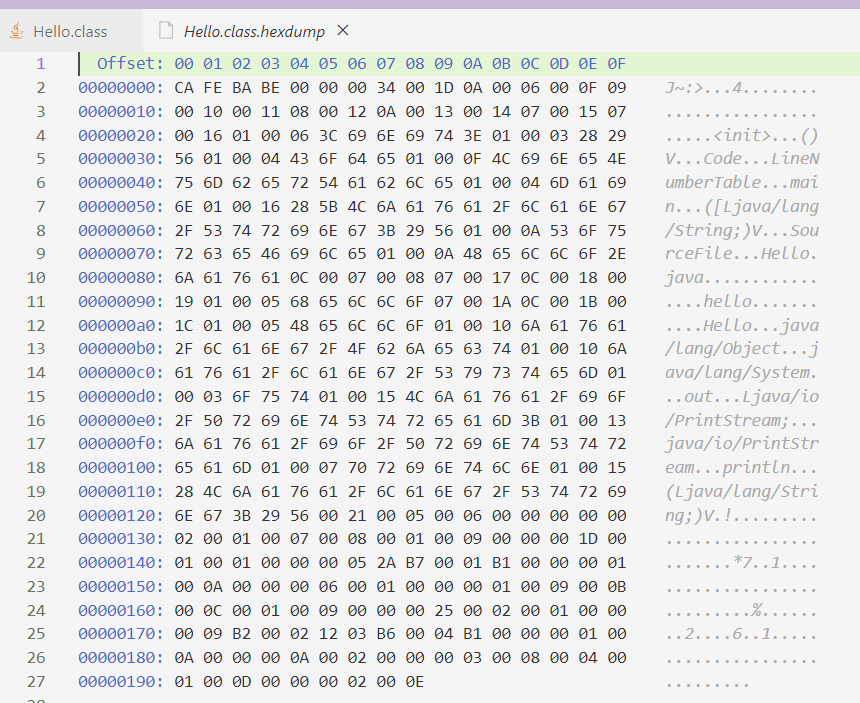 Hello.class Hello.class.hexdump ×
1 Offset: 00 01 02 03 04 05 06 07 08 09 0A 0B 0C 0D 0E 0F
2 00000000: CA FE BA BE 00 00 00 34 00 1D 0A 00 06 00 0F 09 J~:>...4........
3 00000010: 00 10 00 11 08 00 12 0A 00 13 00 14 07 00 15 07 ................
4 00000020: 00 16 01 00 06 3C 69 6E 69 74 3E 01 00 03 28 29 .....<init>...()
5 00000030: 56 01 00 04 43 6F 64 65 01 00 0F 4C 69 6E 65 4E V...Code...LineN
6 00000040: 75 6D 62 65 72 54 61 62 6C 65 01 00 04 6D 61 69 umberTable...mai
7 00000050: 6E 01 00 16 28 5B 4C 6A 61 76 61 2F 6C 61 6E 67 n...([Ljava/lang
8 00000060: 2F 53 74 72 69 6E 67 3B 29 56 01 00 0A 53 6F 75 /String;)V...Sou
9 00000070: 72 63 65 46 69 6C 65 01 00 0A 48 65 6C 6C 6F 2E rceFile...Hello.
10 00000080: 6A 61 76 61 0C 00 07 00 08 07 00 17 0C 00 18 00 java............
11 00000090: 19 01 00 05 68 65 6C 6C 6F 07 00 1A 0C 00 1B 00 ....hello.......
12 000000a0: 1C 01 00 05 48 65 6C 6C 6F 01 00 10 6A 61 76 61 ....Hello...java
13 000000b0: 2F 6C 61 6E 67 2F 4F 62 6A 65 63 74 01 00 10 6A /lang/Object...j
14 000000c0: 61 76 61 2F 6C 61 6E 67 2F 53 79 73 74 65 6D 01 ava/lang/System.
15 000000d0: 00 03 6F 75 74 01 00 15 4C 6A 61 76 61 2F 69 6F ..out...Ljava/io
16 000000e0: 2F 50 72 69 6E 74 53 74 72 65 61 6D 3B 01 00 13 /PrintStream;...
17 000000f0: 6A 61 76 61 2F 69 6F 2F 50 72 69 6E 74 53 74 72 java/io/PrintStr
18 00000100: 65 61 6D 01 00 07 70 72 69 6E 74 6C 6E 01 00 15 eam...println...
19 00000110: 28 4C 6A 61 76 61 2F 6C 61 6E 67 2F 53 74 72 69 (Ljava/lang/Stri
20 00000120: 6E 67 3B 29 56 00 21 00 05 00 06 00 00 00 00 00 ng;)V.!.........
21 00000130: 02 00 01 00 07 00 08 00 01 00 09 00 00 00 1D 00 ................
22 00000140: 01 00 01 00 00 00 05 2A B7 00 01 B1 00 00 00 01 .......*7..1....
23 00000150: 00 0A 00 00 00 06 00 01 00 00 00 01 00 09 00 0B ................
24 00000160: 00 0C 00 01 00 09 00 00 00 25 00 02 00 01 00 00 .........%......
25 00000170: 00 09 B2 00 02 12 03 B6 00 04 B1 00 00 00 01 00 ..2....6..1.....
26 00000180: 0A 00 00 00 0A 00 02 00 00 00 03 00 08 00 04 00 ................
27 00000190: 01 00 0D 00 00 00 02 00 0E .........